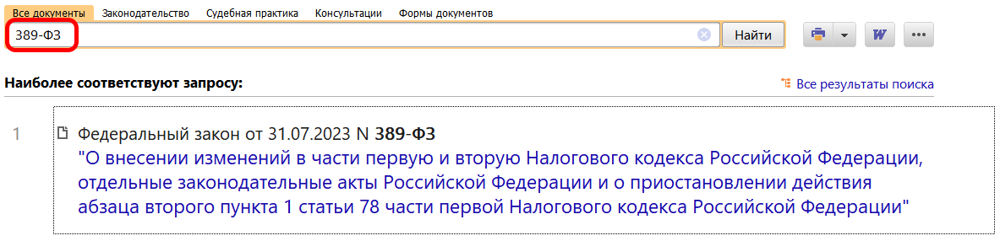 Все документы Законодательство Судебная практика Консультации Формы документов
389-ФЗ Найти W
Наиболее соответствуют запросу: Все результаты поиска
1 Федеральный закон от 31.07.2023 N 389-ФЗ
"О внесении изменений в части первую и вторую Налогового кодекса Российской Федерации,
отдельные законодательные акты Российской Федерации и о приостановлении действия
абзаца второго пункта 1 статьи 78 части первой Налогового кодекса Российской Федерации"